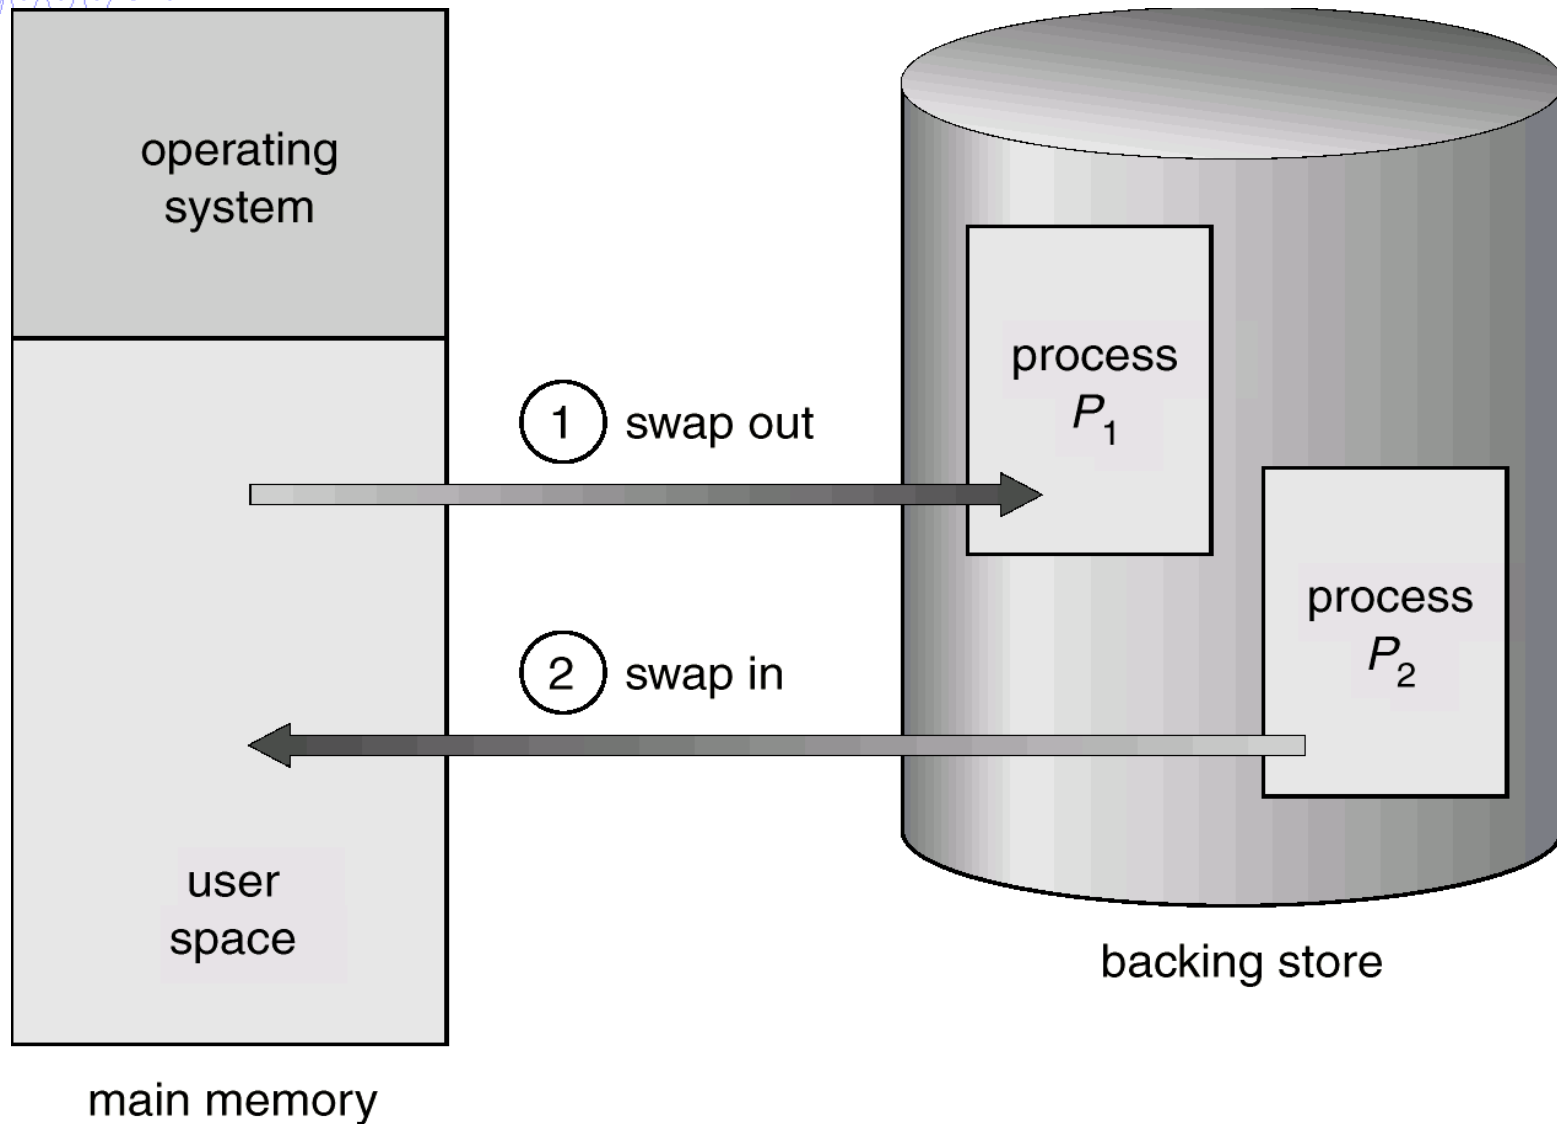 operating
system
process
P1
1 swap out
process
P2
2 swap in
user
space
backing store
main memory